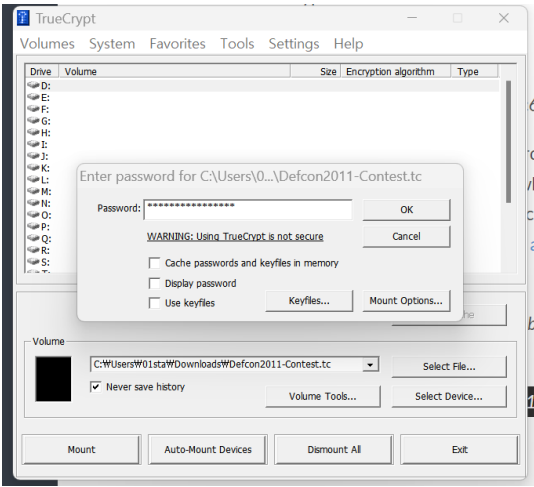 TrueCrypt
Volumes System Favorites Tools Settings Help
Drive Volume Size Encryption algorithm Type
D:
E:
F:
G:
H:
I:
J:
K:
L:
M:
N:
O:
P:
Q:
R:
S:
Enter password for C:\Users\0...\Defcon2011-Contest.tc
Password: ****************
OK
WARNING: Using TrueCrypt is not secure
Cancel
Cache passwords and keyfiles in memory
Display password
Use keyfiles
Keyfiles...
Mount Options...
Volume
C:₩Users₩01sta₩Downloads₩Defcon2011-Contest.tc
Select File...
Never save history
Volume Tools...
Select Device...
Mount
Auto-Mount Devices
Dismount All
Exit